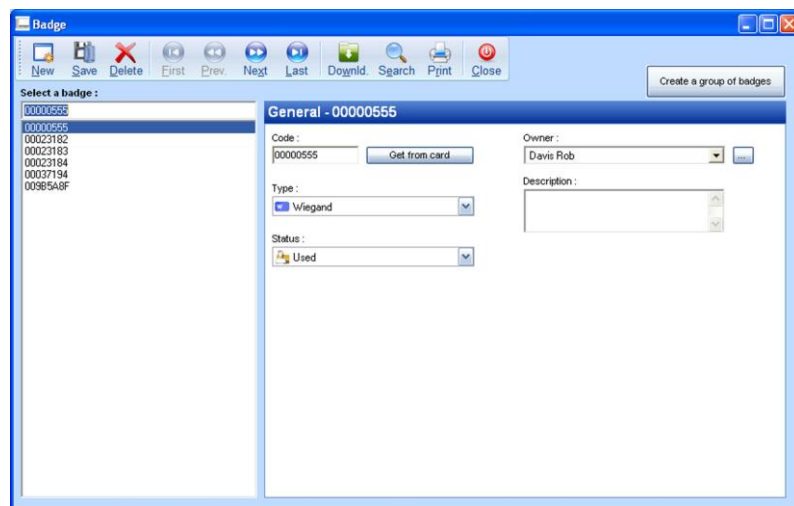 Badge
New Save Delete First Prev. Next Last Downld. Search Print Close
Create a group of badges
Select a badge :
00000555
00000555
00023182
00023183
00023184
00037194
009B5A8F
General - 00000555
Code :
00000555 Get from card
Owner :
Davis Rob ...
Type :
Wiegand
Description :
Status :
Used